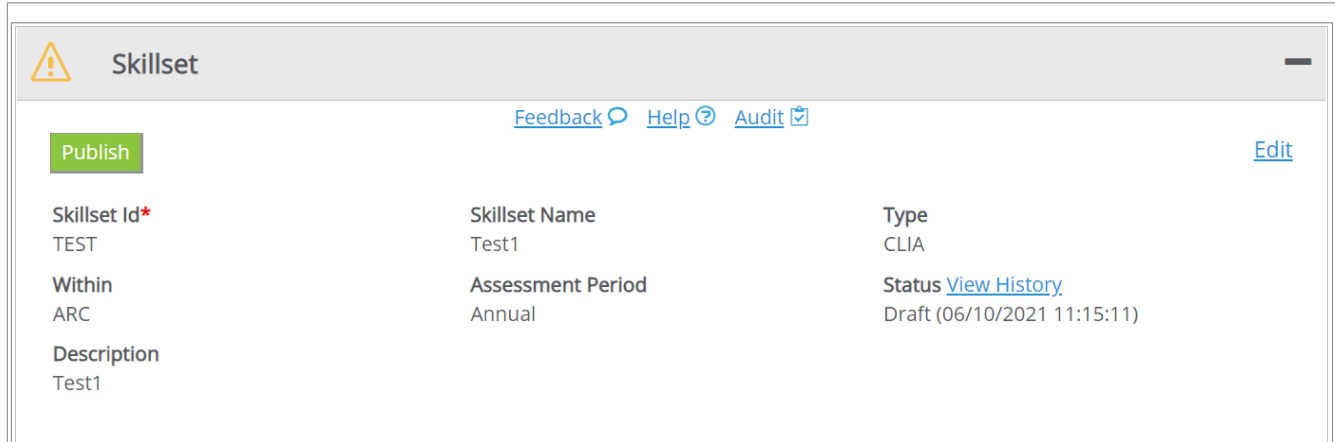 Skillset
Feedback Help Audit
Publish Edit
Skillset Id* Skillset Name Type
TEST Test1 CLIA
Within Assessment Period Status View History
ARC Annual Draft (06/10/2021 11:15:11)
Description
Test1